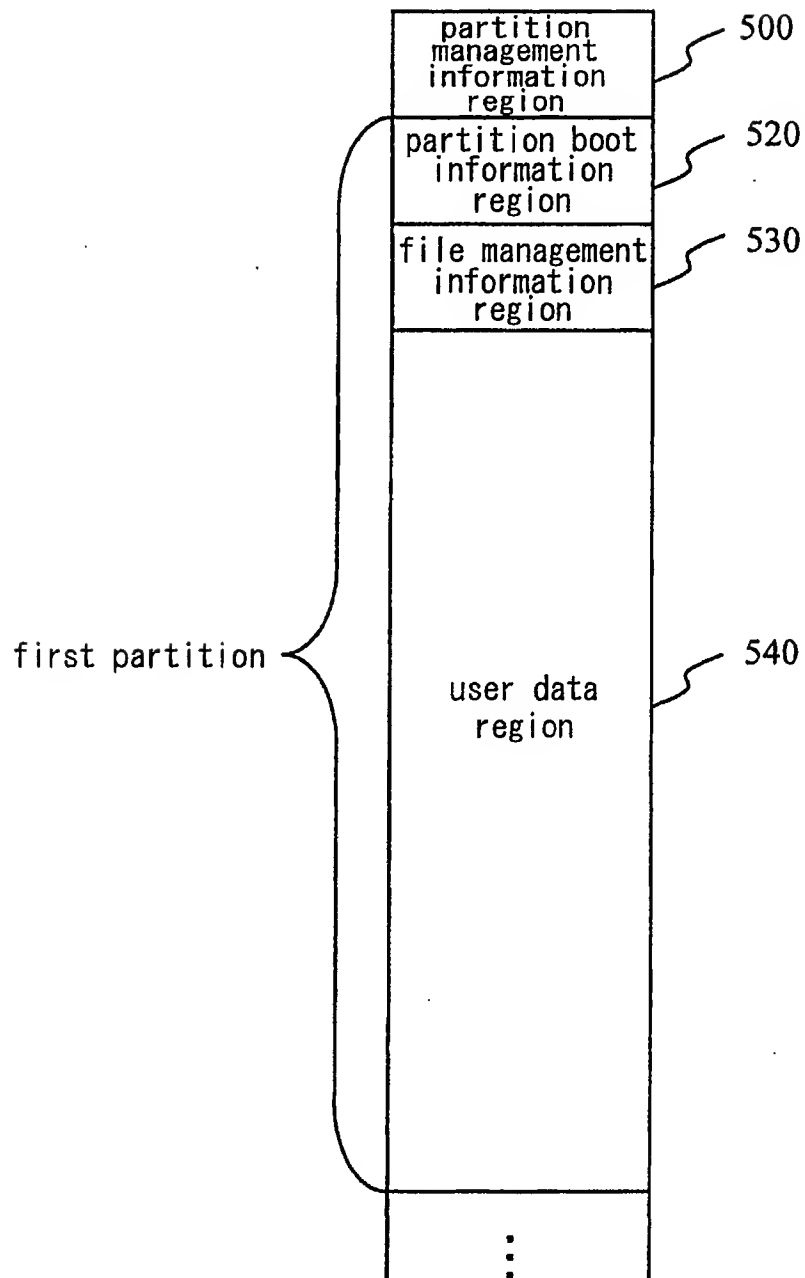 partition
management
information
region
500
partition boot
information
region
520
file management
information
region
530
first partition
user data
region
540